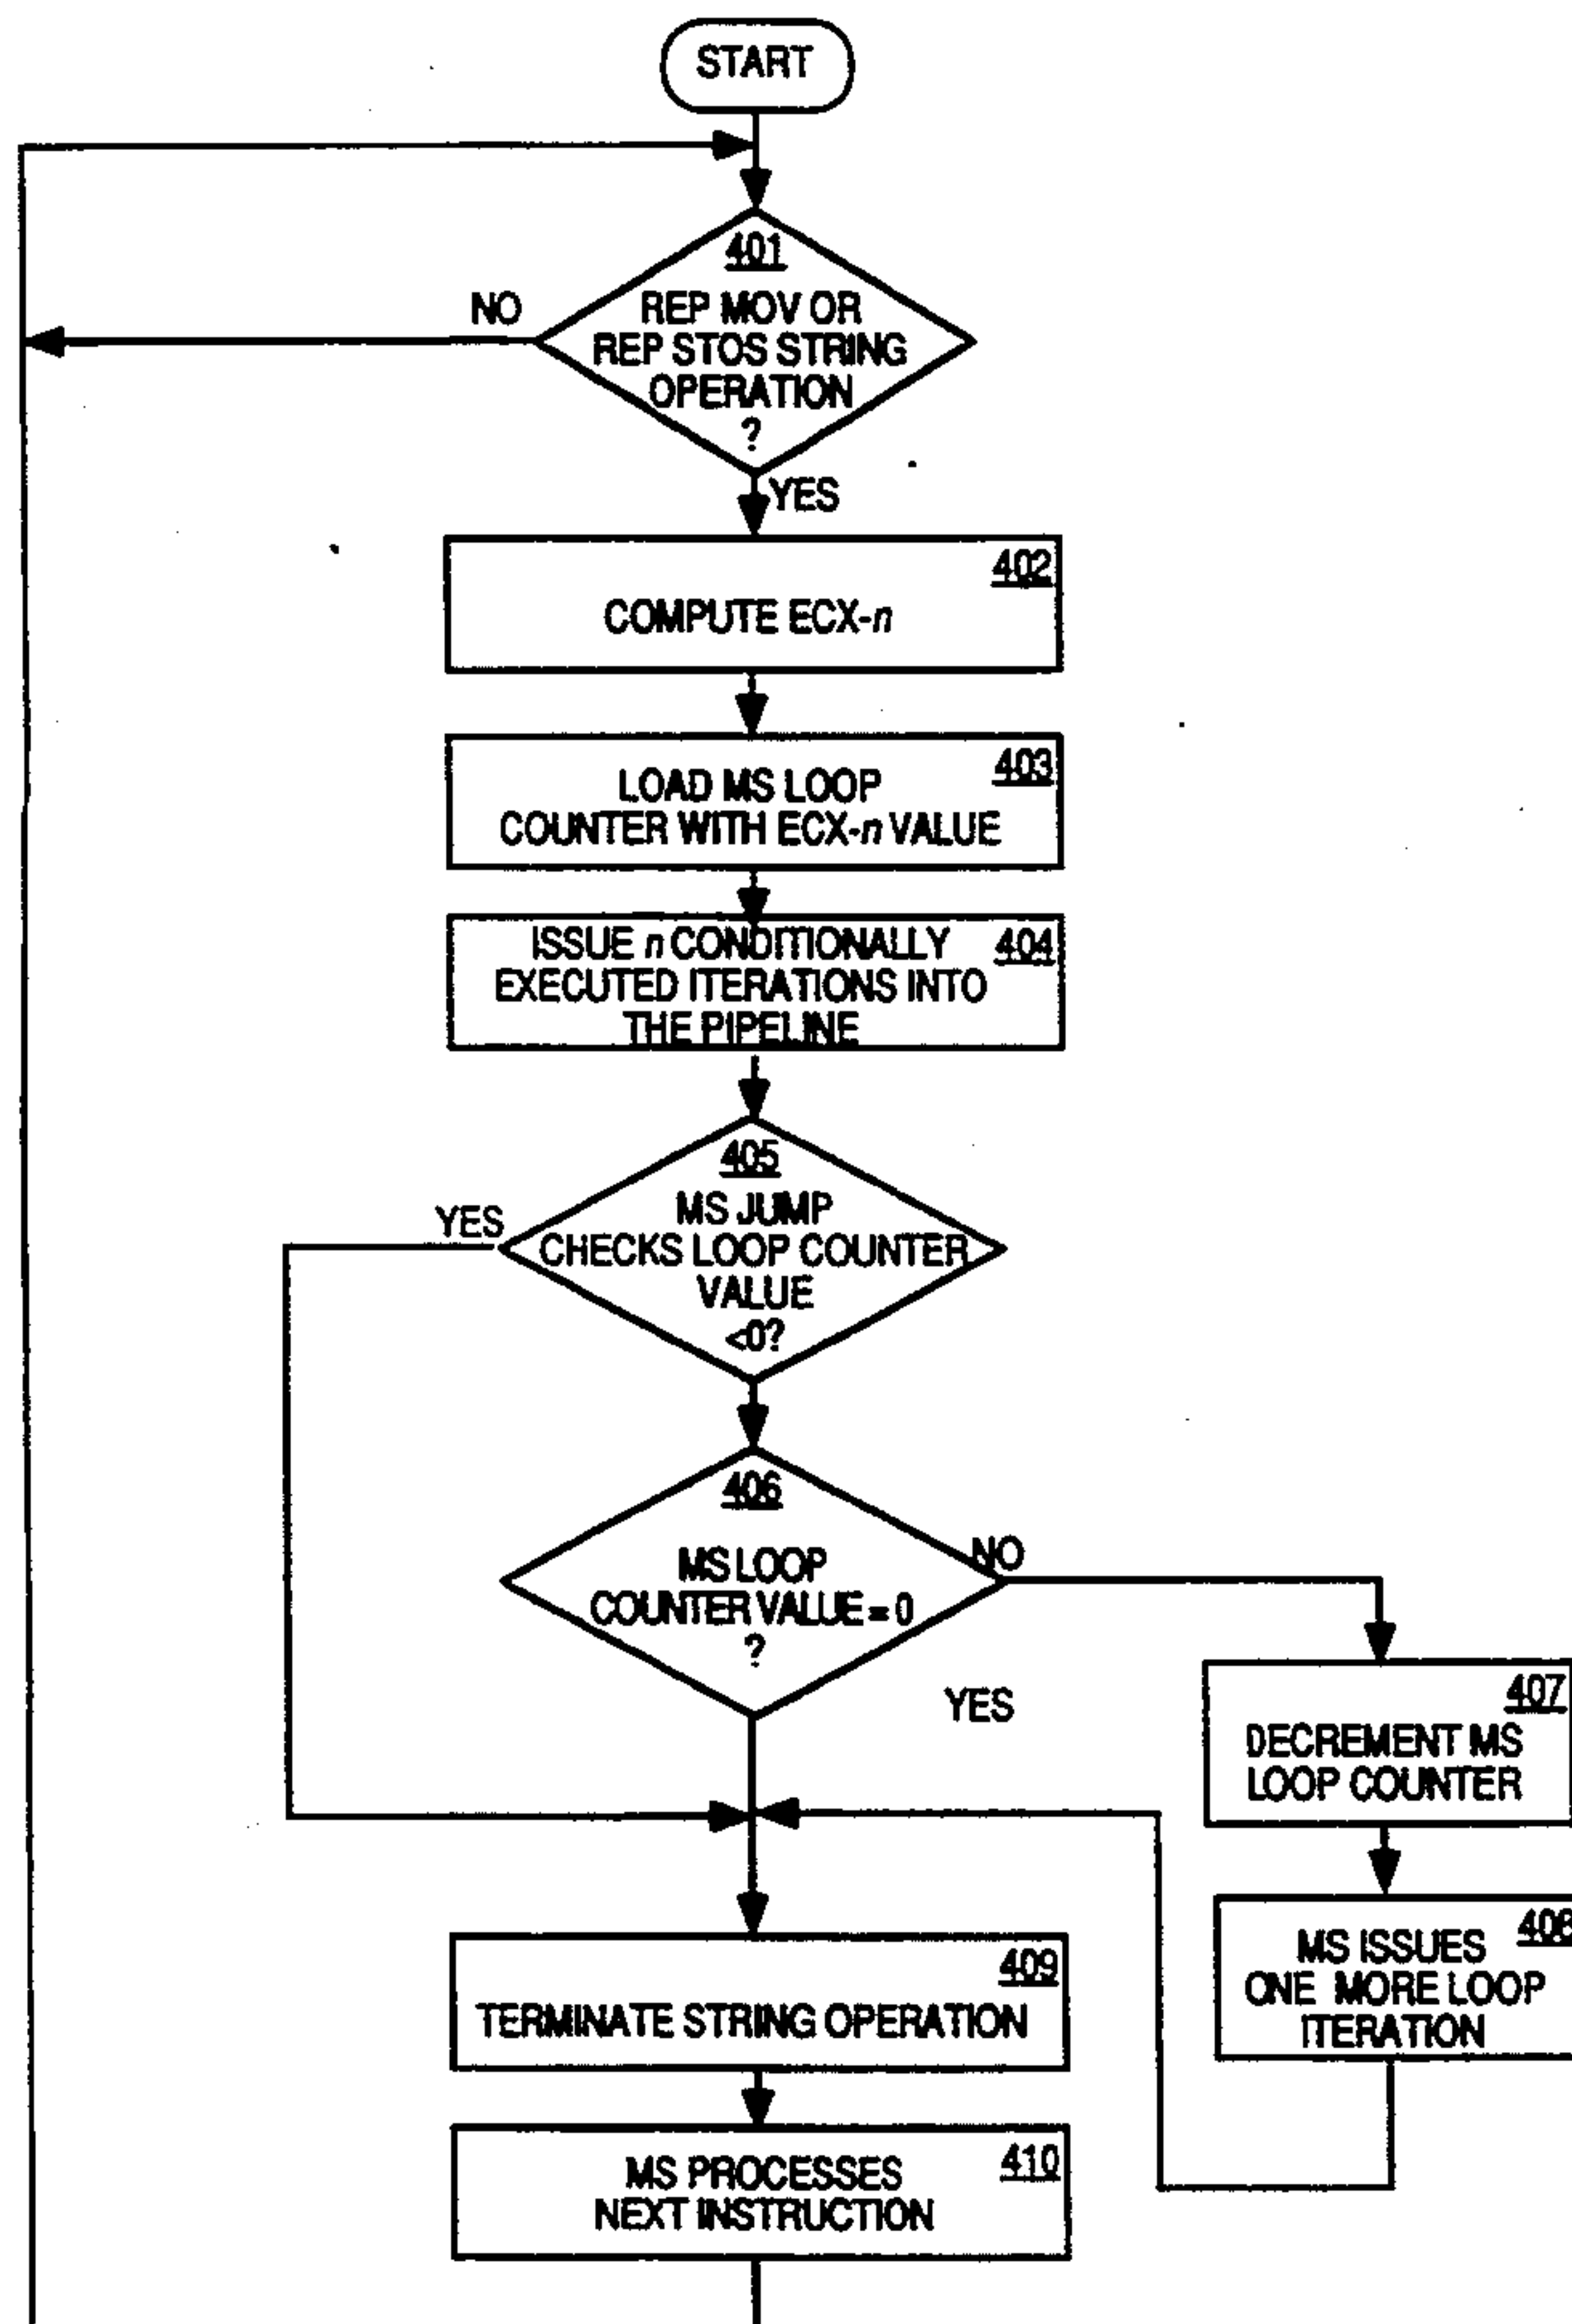 START
401
NO
REP MOV OR
REP STOS STRING
OPERATION
?
YES
402
COMPUTE ECX-n
403
LOAD MS LOOP
COUNTER WITH ECX-n VALUE
404
ISSUE n CONDITIONALLY
EXECUTED ITERATIONS INTO
THE PIPELINE
405
YES
MS JUMP
CHECKS LOOP COUNTER
VALUE
<0?
406
NO
MS LOOP
COUNTER VALUE = 0
?
YES
407
DECREMENT MS
LOOP COUNTER
408
MS ISSUES
ONE MORE LOOP
ITERATION
409
TERMINATE STRING OPERATION
410
MS PROCESSES
NEXT INSTRUCTION